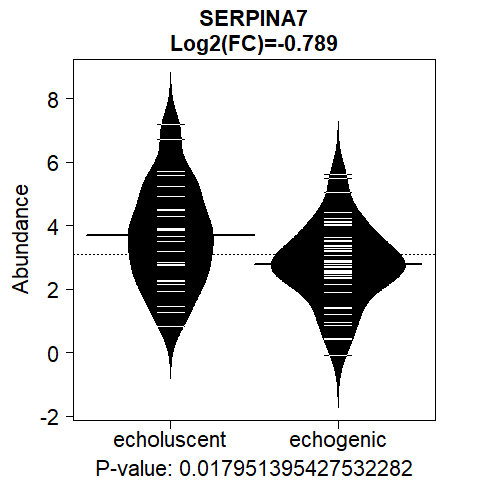 SERPINA7
Log2(FC)=-0.789
Abundance
8
6
4
2
0
-2
echoluscent echogenic
P-value: 0.017951395427532282